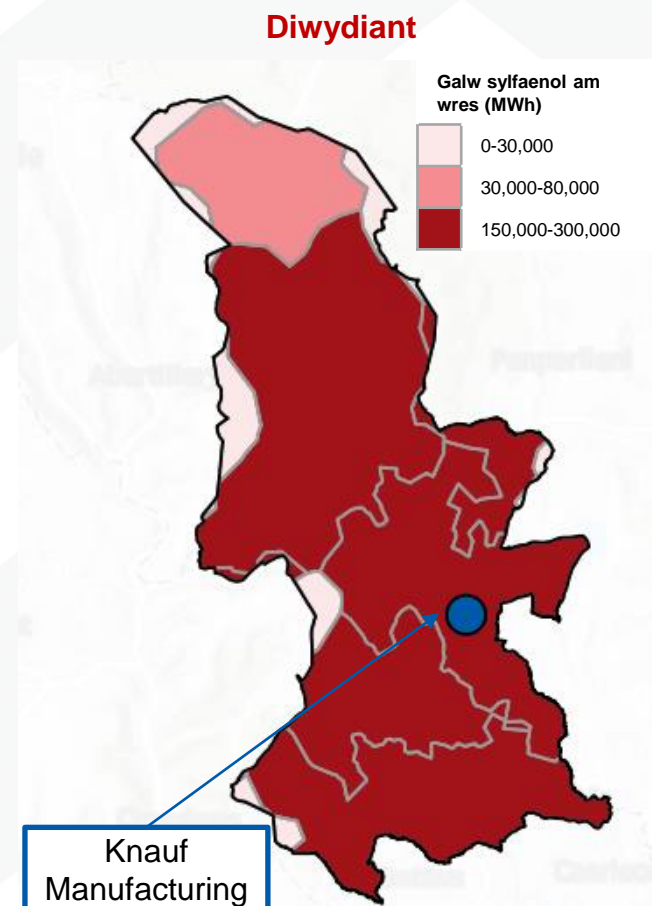 Diwydiant
Galw sylfaenol am
wres (MWh)
0-30,000
30,000-80,000
150,000-300,000
Knauf
Manufacturing